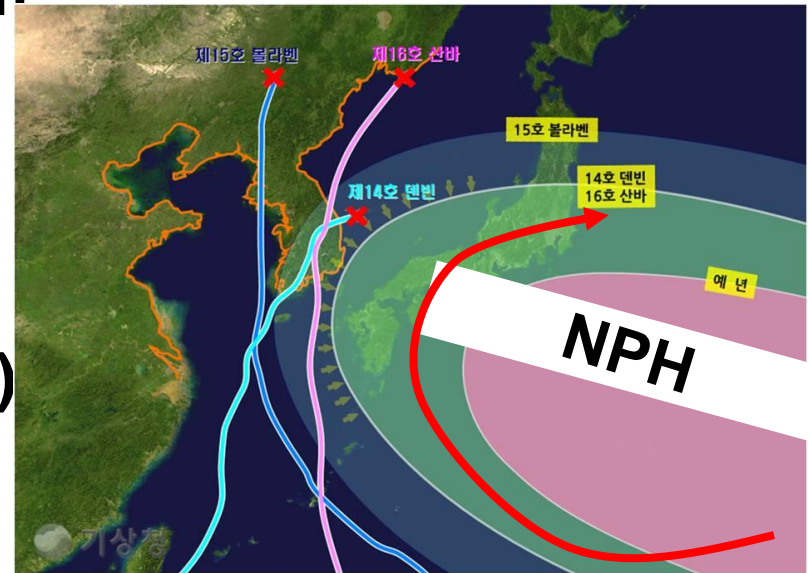 제15호 볼라벤
제16호 산바
15호 볼라벤
제14호 덴빈
14호 덴빈
16호 산바
예 년
NPH
)
기상청